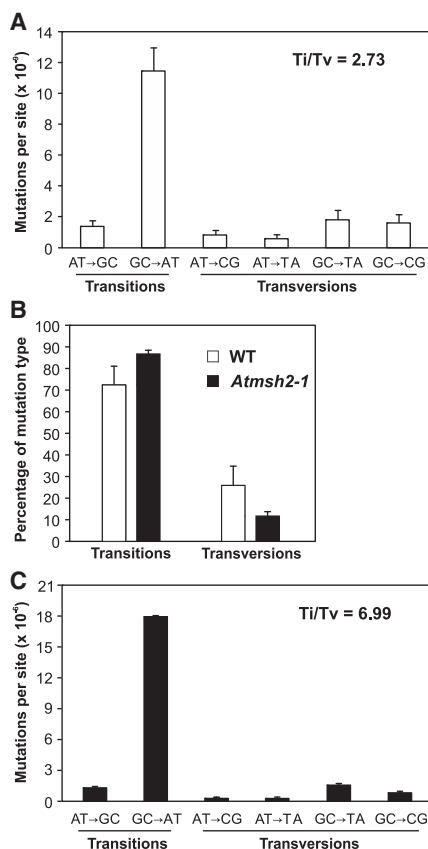 A
Ti/Tv = 2.73
Mutations per site (x 10⁻⁹)
14
12
10
8
6
4
2
0
AT→GC GC→AT AT→CG AT→TA GC→TA GC→CG
Transitions Transversions
B
Percentage of mutation type
100
90
80
70
60
50
40
30
20
10
0
WT
Atmsh2-1
Transitions Transversions
C
Ti/Tv = 6.99
Mutations per site (x 10⁻⁶)
21
18
15
12
9
6
3
0
AT→GC GC→AT AT→CG AT→TA GC→TA GC→CG
Transitions Transversions